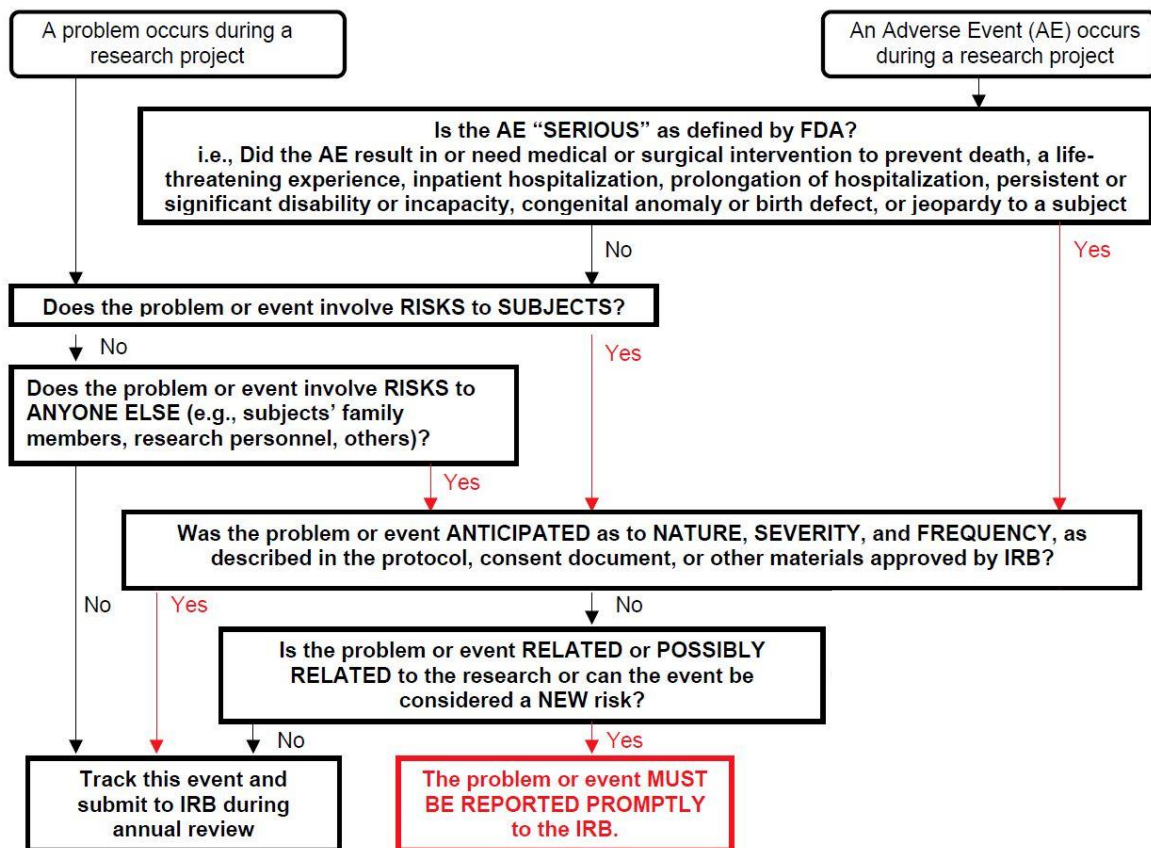 A problem occurs during a
research project
An Adverse Event (AE) occurs
during a research project
Is the AE “SERIOUS” as defined by FDA?
i.e., Did the AE result in or need medical or surgical intervention to prevent death, a life-
threatening experience, inpatient hospitalization, prolongation of hospitalization, persistent or
significant disability or incapacity, congenital anomaly or birth defect, or jeopardy to a subject
No
Yes
Does the problem or event involve RISKS to SUBJECTS?
No
Yes
Does the problem or event involve RISKS to
ANYONE ELSE (e.g., subjects’ family
members, research personnel, others)?
Yes
Was the problem or event ANTICIPATED as to NATURE, SEVERITY, and FREQUENCY, as
described in the protocol, consent document, or other materials approved by IRB?
No
Yes
No
Is the problem or event RELATED or POSSIBLY
RELATED to the research or can the event be
considered a NEW risk?
No
Yes
Track this event and
submit to IRB during
annual review
The problem or event MUST
BE REPORTED PROMPTLY
to the IRB.